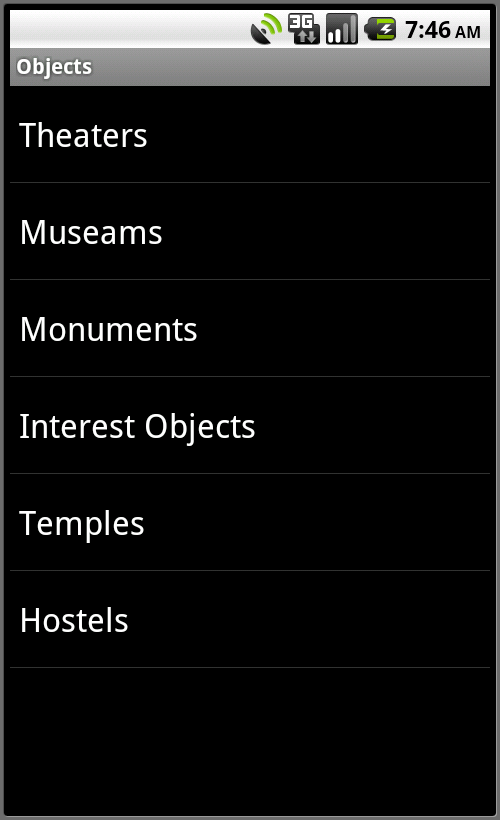 3G 7:46 AM
Objects
Theaters
Museams
Monuments
Interest Objects
Temples
Hostels